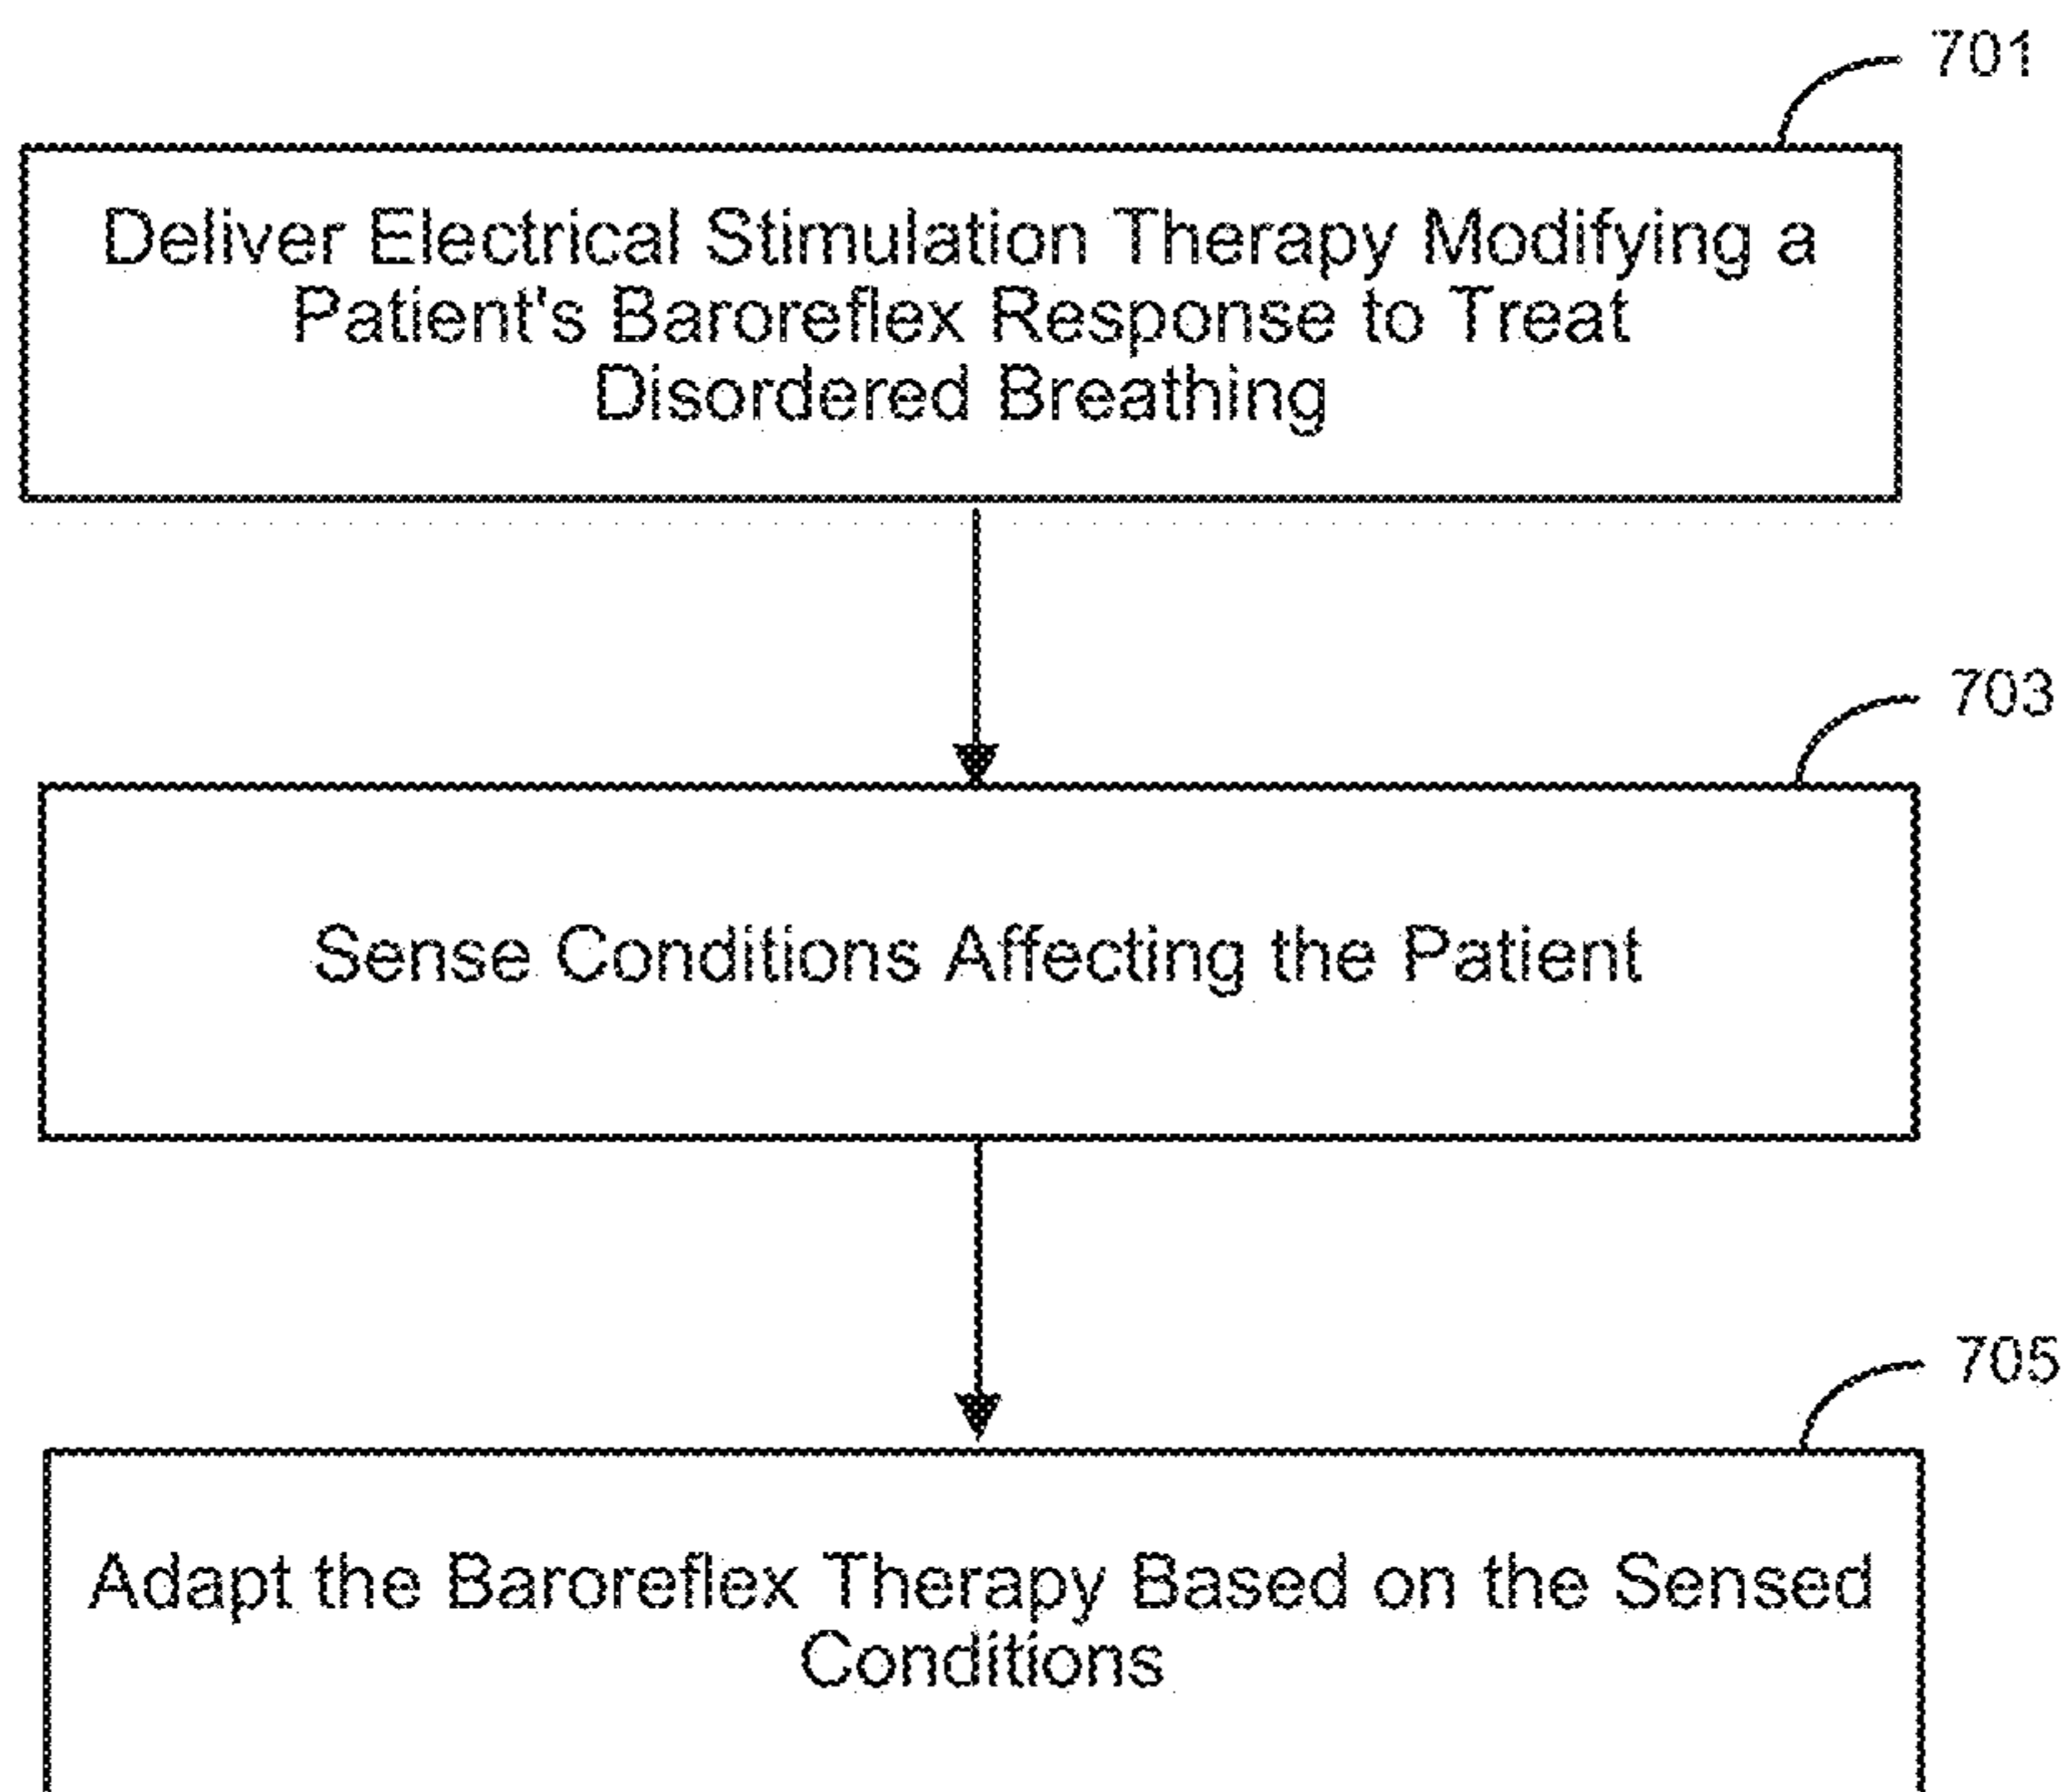 701
Deliver Electrical Stimulation Therapy Modifying a
Patient's Baroreflex Response to Treat
Disordered Breathing
703
Sense Conditions Affecting the Patient
705
Adapt the Baroreflex Therapy Based on the Sensed
Conditions